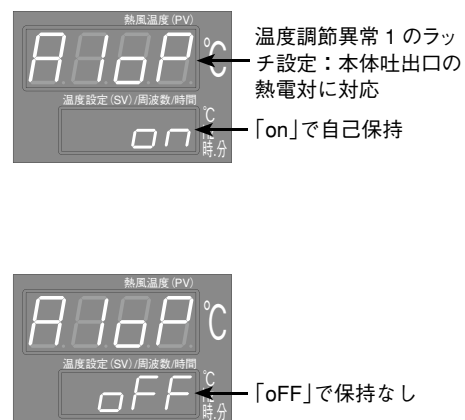 熱風温度(PV)
A1oP
℃
温度設定(SV)/周波数/時間
on
℃
Hz
時.分
温度調節異常 1 のラッ
チ設定：本体吐出口の
熱電対に対応
「on」で自己保持
熱風温度(PV)
A1oP
℃
温度設定(SV)/周波数/時間
oFF
℃
Hz
時.分
「oFF」で保持なし